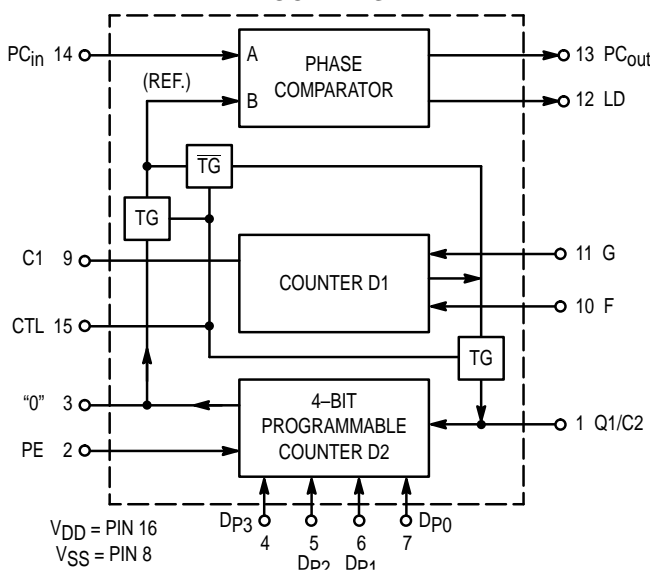 PCin 14
A
PHASE
COMPARATOR
13 PCout
(REF.)
B
12 LD
TG
TG
C1 9
COUNTER D1
11 G
10 F
CTL 15
TG
"0" 3
4–BIT
PROGRAMMABLE
COUNTER D2
1 Q1/C2
PE 2
VDD = PIN 16
VSS = PIN 8
DP3
4
5
6
7
DP0
DP2
DP1